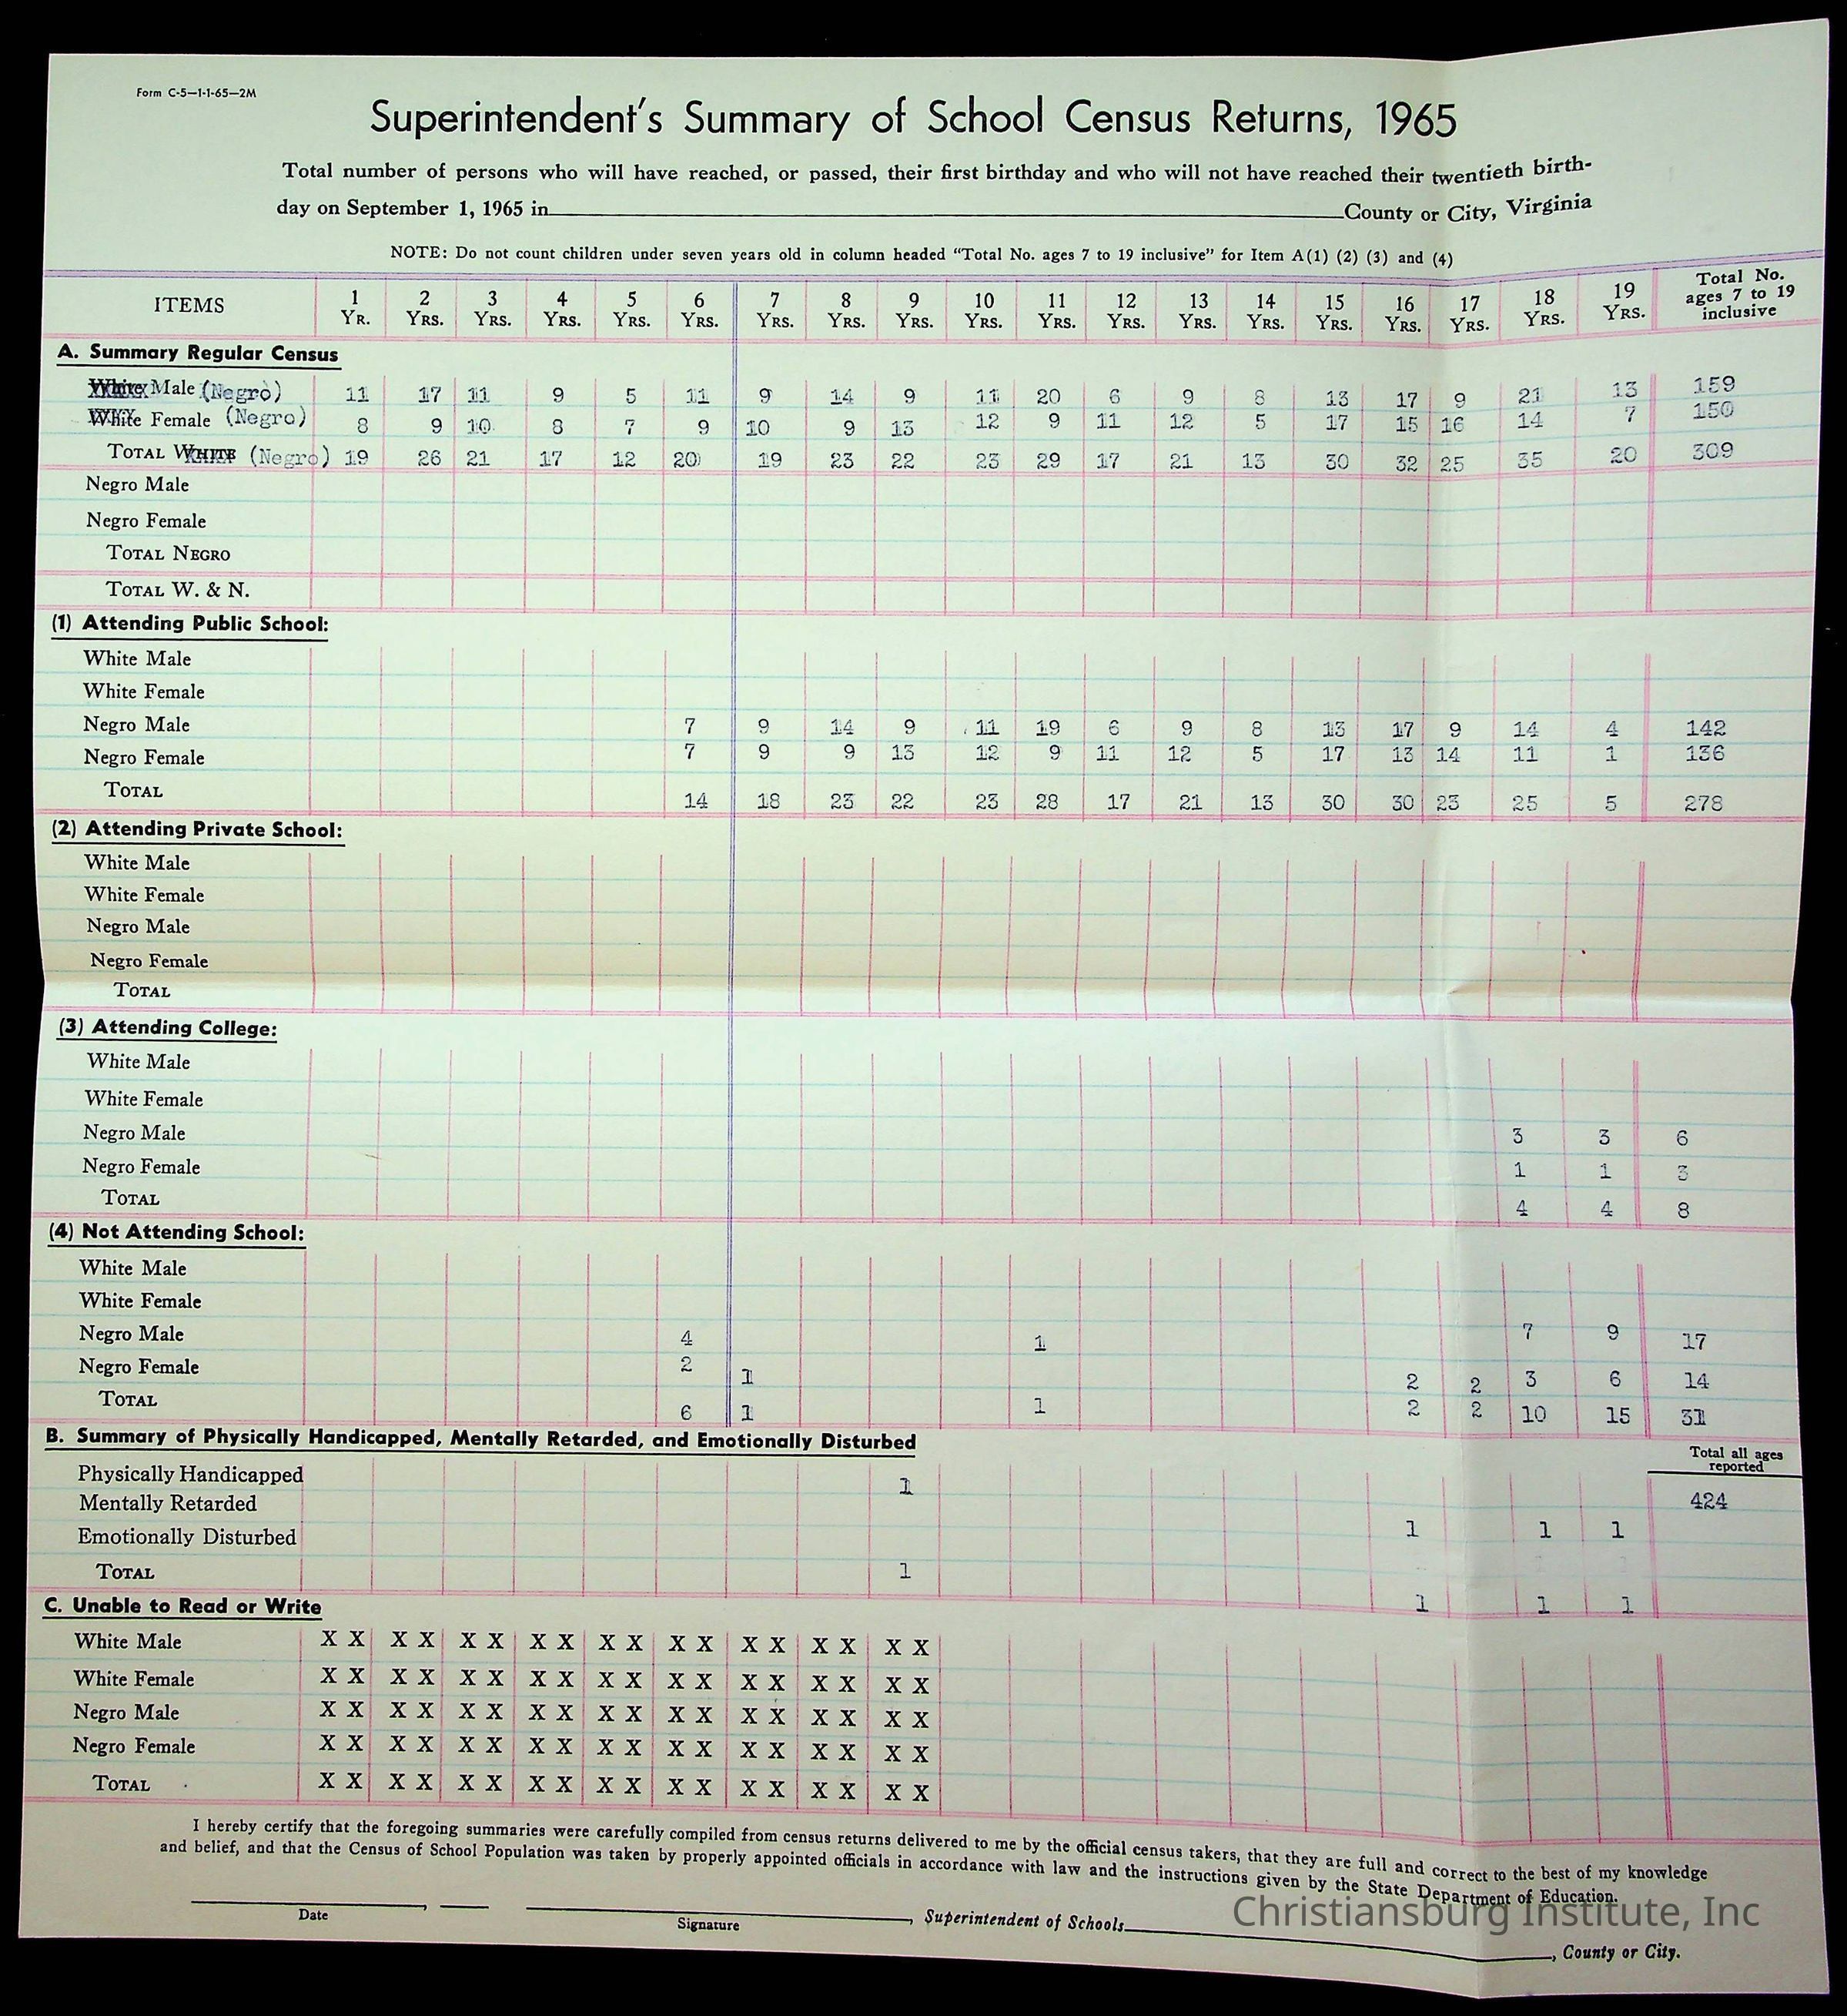 Form C-5—1-1-65—2M
Superintendent's Summary of School Census Returns, 1965
Total number of persons who will have reached, or passed, their first birthday and who will not have reached their twentieth birth-
day on September 1, 1965 in County or City, Virginia
NOTE: Do not count children under seven years old in column headed "Total No. ages 7 to 19 inclusive" for Item A(1) (2) (3) and (4)
ITEMS 1 YR. 2 YRS. 3 YRS. 4 YRS. 5 YRS. 6 YRS. 7 YRS. 8 YRS. 9 YRS. 10 YRS. 11 YRS. 12 YRS. 13 YRS. 14 YRS. 15 YRS. 16 YRS. 17 YRS. 18 YRS. 19 YRS. Total No. ages 7 to 19 inclusive
A. Summary Regular Census
White Male (Negro) 11 17 11 9 5 11 9 14 9 11 20 6 9 8 13 17 9 21 13 159
White Female (Negro) 8 9 10 8 7 9 10 9 13 12 9 11 12 5 17 15 16 14 7 150
TOTAL WHITE (Negro) 19 26 21 17 12 20 19 23 22 23 29 17 21 13 30 32 25 35 20 309
Negro Male
Negro Female
TOTAL NEGRO
TOTAL W. & N.
(1) Attending Public School:
White Male
White Female
Negro Male 7 9 14 9 11 19 6 9 8 13 17 9 14 4 142
Negro Female 7 9 9 13 12 9 11 12 5 17 13 14 11 1 136
TOTAL 14 18 23 22 23 28 17 21 13 30 30 23 25 5 278
(2) Attending Private School:
White Male
White Female
Negro Male
Negro Female
TOTAL
(3) Attending College:
White Male
White Female
Negro Male 3 3 6
Negro Female 1 1 3
TOTAL 4 4 8
(4) Not Attending School:
White Male
White Female
Negro Male 4 1 7 9 17
Negro Female 2 1 2 2 3 6 14
TOTAL 6 1 1 2 2 10 15 31
B. Summary of Physically Handicapped, Mentally Retarded, and Emotionally Disturbed
Total all ages reported
Physically Handicapped 1
Mentally Retarded 424
Emotionally Disturbed 1 1 1
TOTAL 1
1 1 1
C. Unable to Read or Write
White Male X X X X X X X X X X X X X X X X X X
White Female X X X X X X X X X X X X X X X X X X
Negro Male X X X X X X X X X X X X X X X X X X
Negro Female X X X X X X X X X X X X X X X X X X
TOTAL X X X X X X X X X X X X X X X X X X
I hereby certify that the foregoing summaries were carefully compiled from census returns delivered to me by the official census takers, that they are full and correct to the best of my knowledge
and belief, and that the Census of School Population was taken by properly appointed officials in accordance with law and the instructions given by the State Department of Education.
Christiansburg Institute, Inc
Date Signature , Superintendent of Schools , County or City.